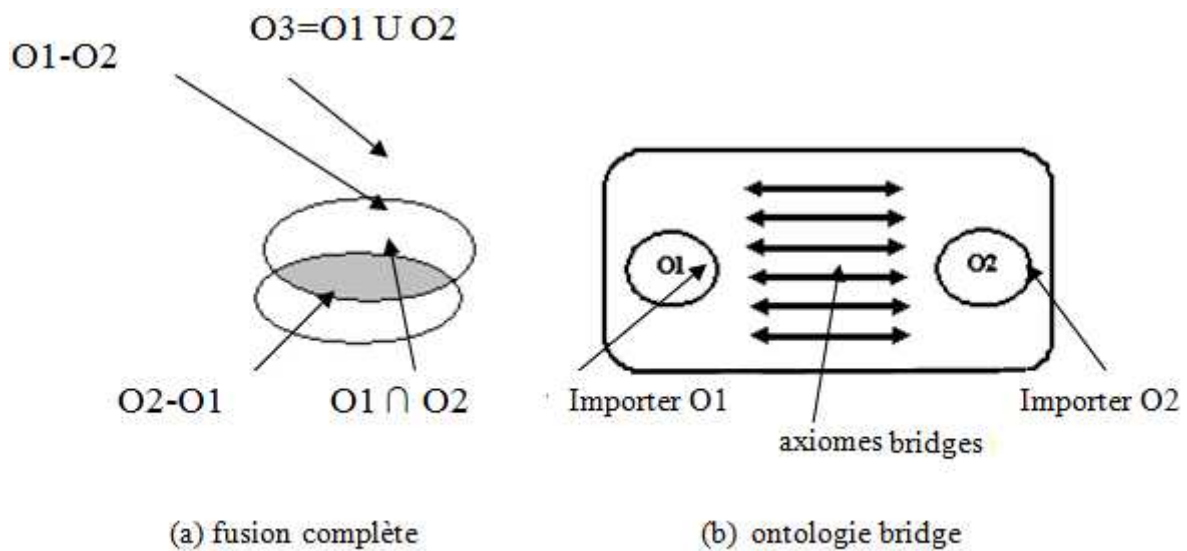 O3=O1 U O2
O1-O2
O1
O2
O2-O1
O1 ∩ O2
Importer O1
Importer O2
axiomes bridges
(a) fusion complète
(b) ontologie bridge